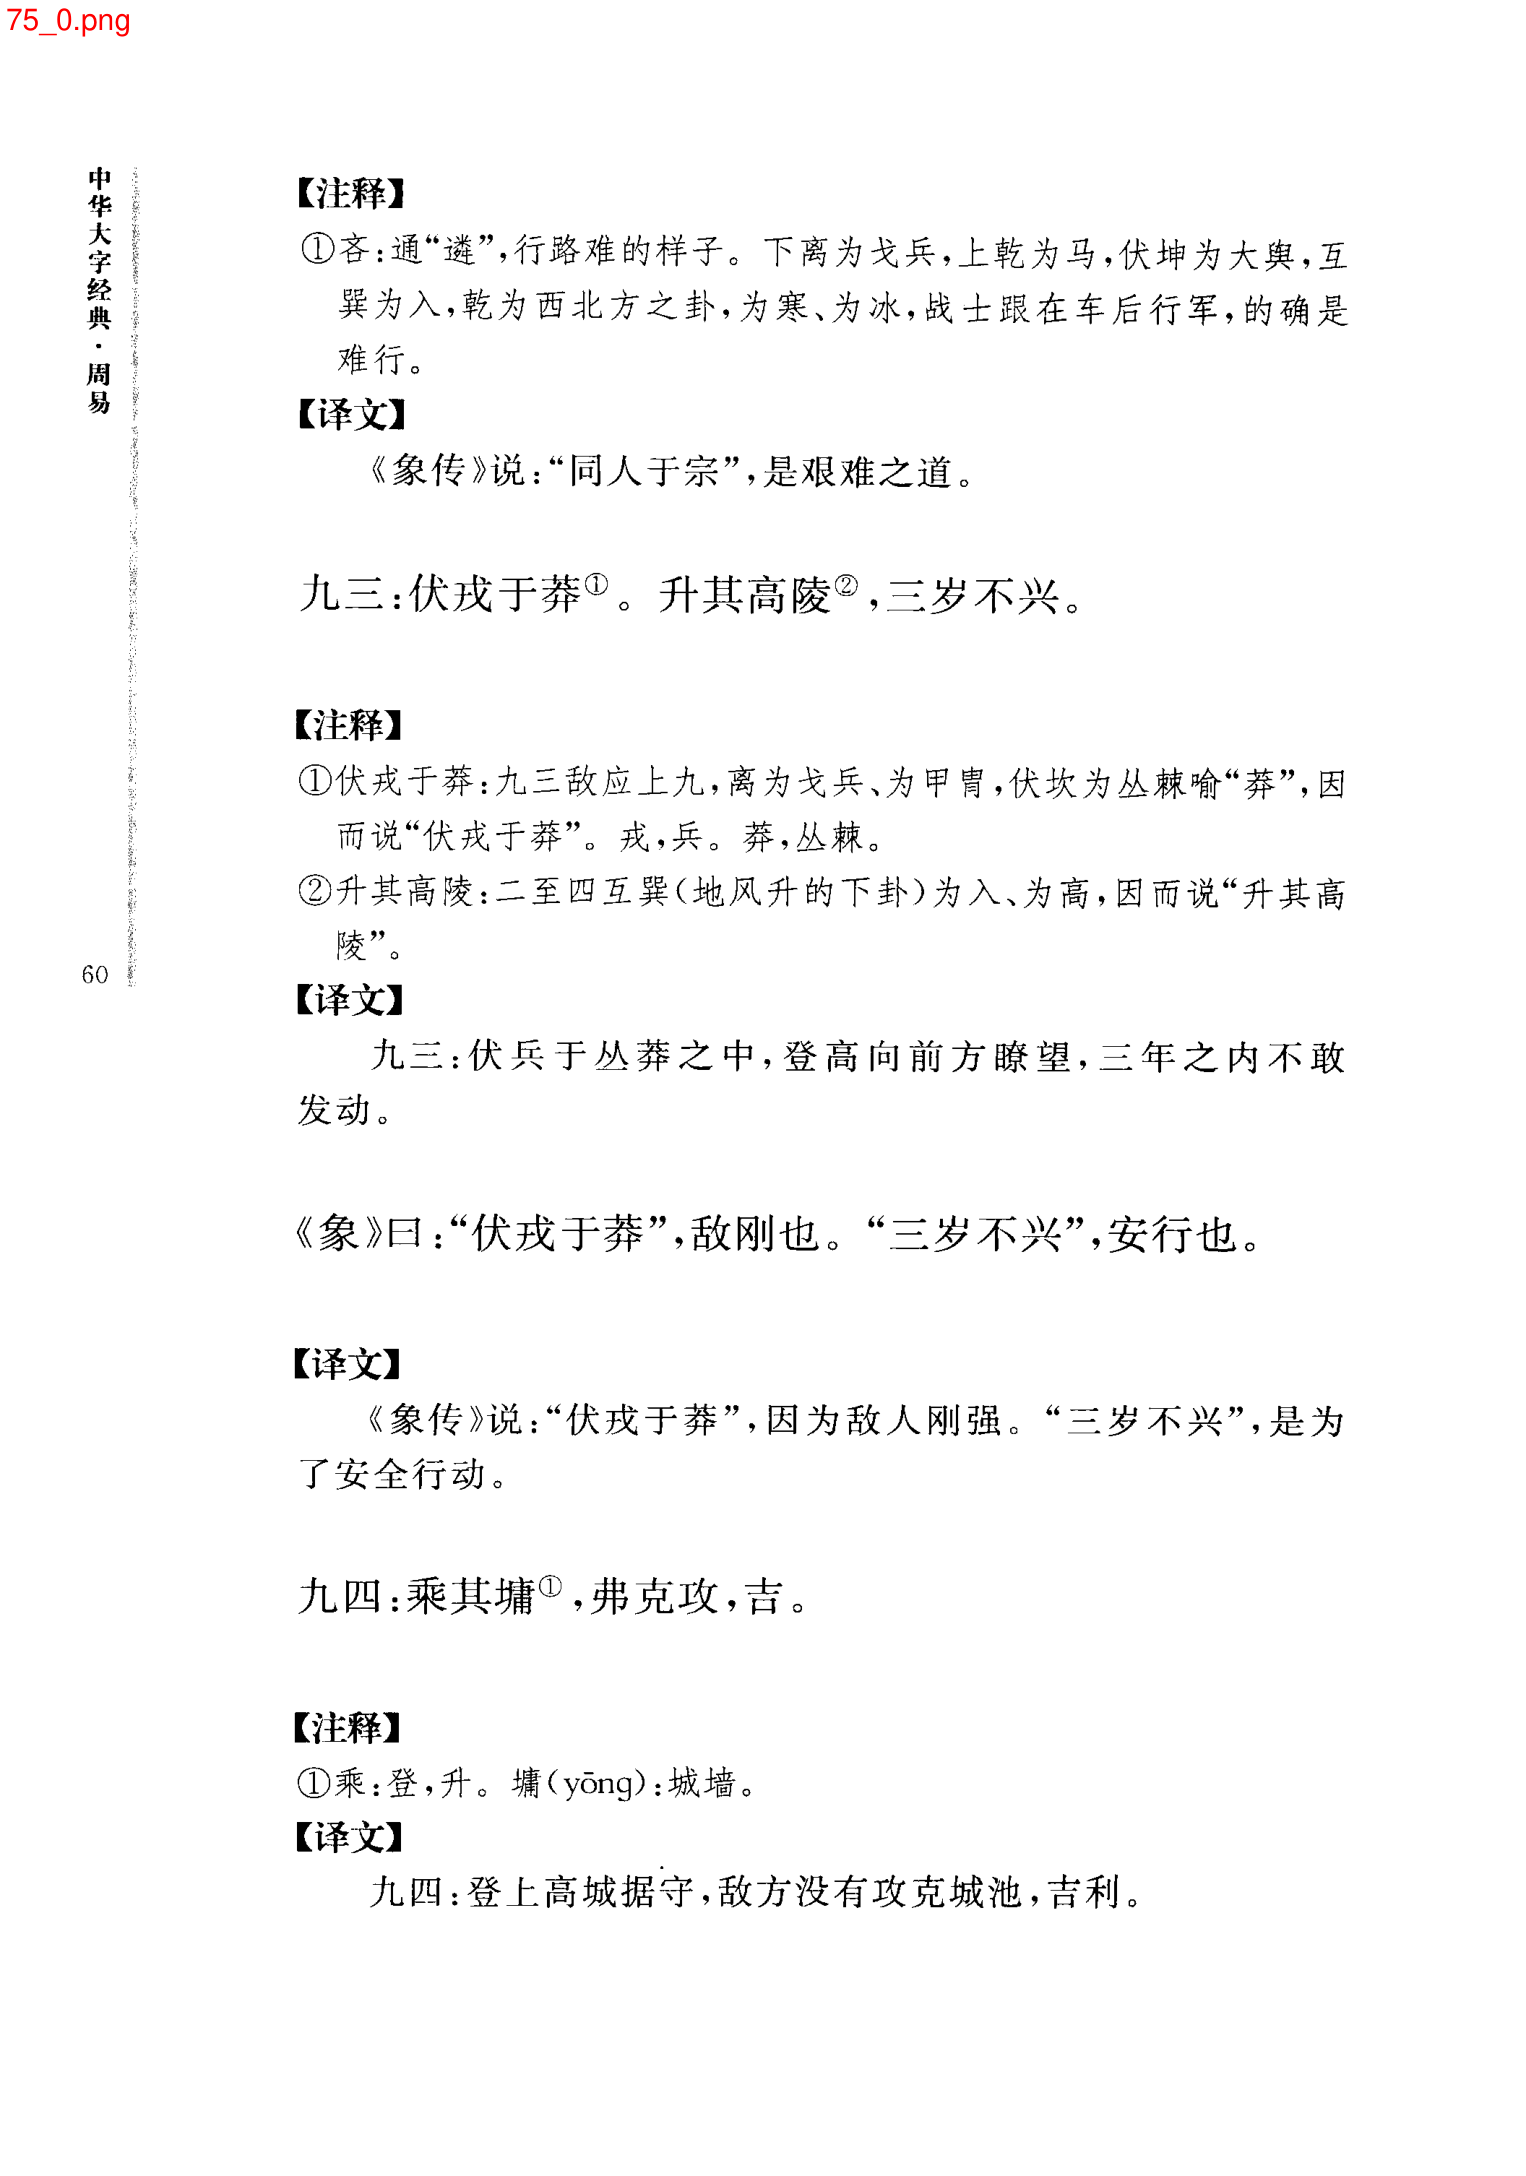 75_0.png
中华大字经典·周易
60
【注释】
①吝：通“遴”，行路难的样子。下离为戈兵，上乾为马，伏坤为大舆，互
巽为入，乾为西北方之卦，为寒、为冰，战士跟在车后行军，的确是
难行。
【译文】
《象传》说：“同人于宗”，是艰难之道。
九三：伏戎于莽①。升其高陵②，三岁不兴。
【注释】
①伏戎于莽：九三敌应上九，离为戈兵、为甲胄，伏坎为丛棘喻“莽”，因
而说“伏戎于莽”。戎，兵。莽，丛棘。
②升其高陵：二至四互巽（地风升的下卦）为入、为高，因而说“升其高
陵”。
【译文】
九三：伏兵于丛莽之中，登高向前方瞭望，三年之内不敢
发动。
《象》曰：“伏戎于莽”，敌刚也。“三岁不兴”，安行也。
【译文】
《象传》说：“伏戎于莽”，因为敌人刚强。“三岁不兴”，是为
了安全行动。
九四：乘其墉①，弗克攻，吉。
【注释】
①乘：登，升。墉（yōng）：城墙。
【译文】
九四：登上高城据守，敌方没有攻克城池，吉利。